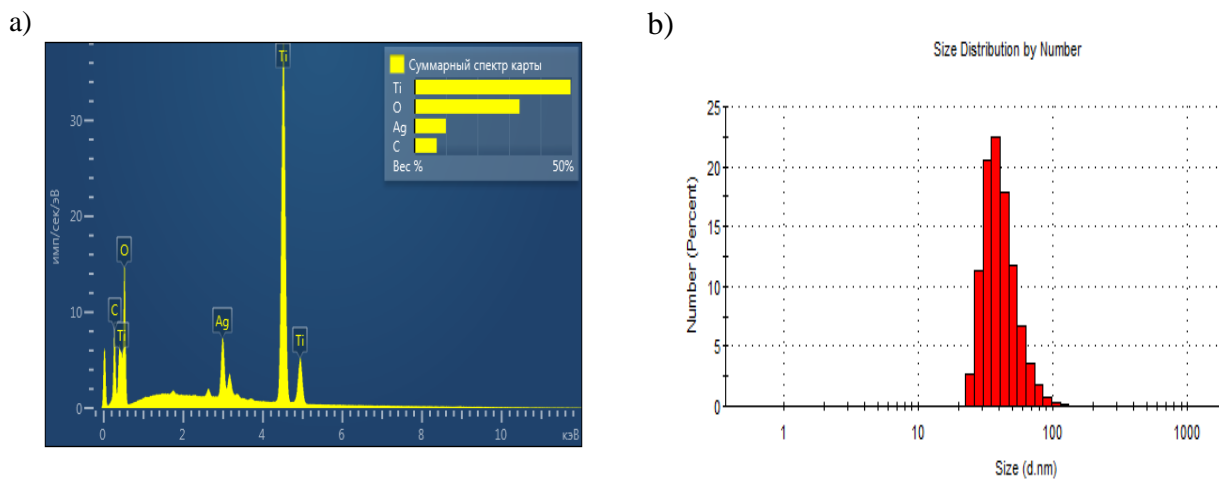 a)
Суммарный спектр карты
Ti
O
Ag
C
Вес % 50%
имп/сек/эВ
30
20
10
0
Ti
O
C
Ti
Ag
Ti
0 2 4 6 8 10 кэВ
b)
Size Distribution by Number
Number (Percent)
25
20
15
10
5
0
1 10 100 1000
Size (d.nm)